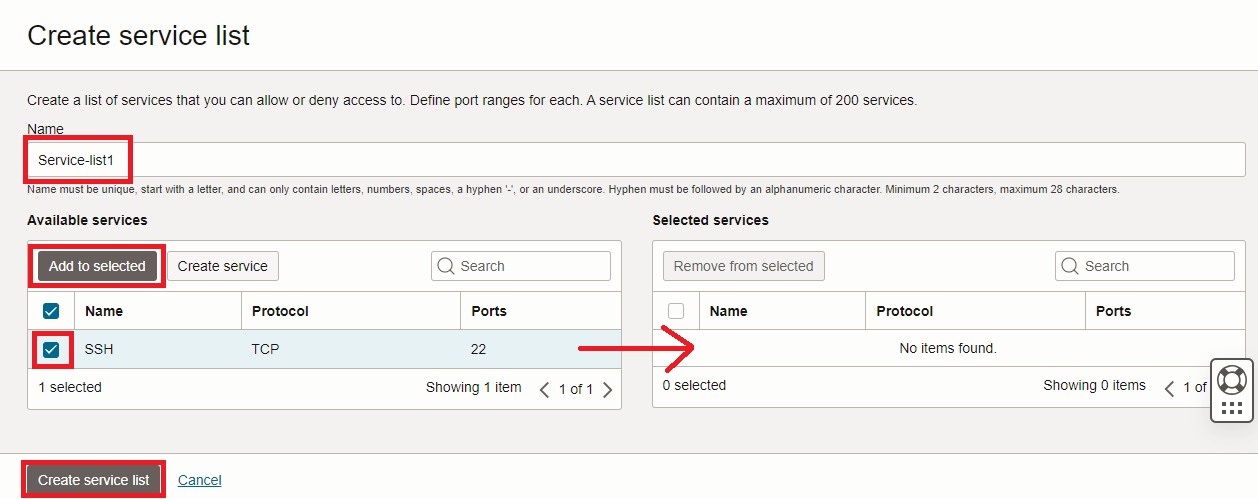 Create service list
Create a list of services that you can allow or deny access to. Define port ranges for each. A service list can contain a maximum of 200 services.
Name
Service-list1
Name must be unique, start with a letter, and can only contain letters, numbers, spaces, a hyphen '-', or an underscore. Hyphen must be followed by an alphanumeric character. Minimum 2 characters, maximum 28 characters.
Available services
Add to selected
Create service
Search
Name
Protocol
Ports
SSH
TCP
22
1 selected
Showing 1 item
1 of 1
Selected services
Remove from selected
Search
Name
Protocol
Ports
No items found.
0 selected
Showing 0 items
1 of
Create service list
Cancel